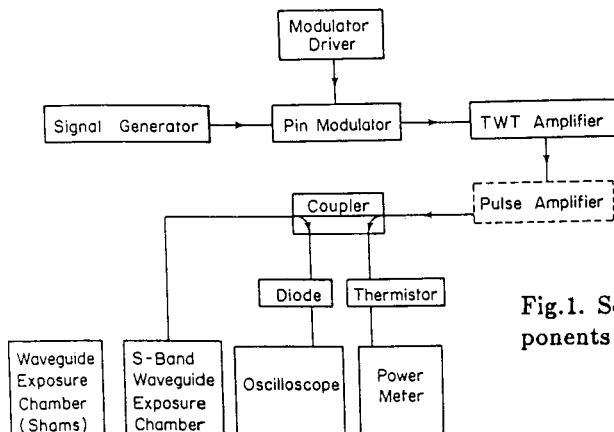 Modulator
Driver
Signal Generator
Pin Modulator
TWT Amplifier
Coupler
Pulse Amplifier
Diode
Thermistor
Waveguide
Exposure
Chamber
(Shams)
S-Band
Waveguide
Exposure
Chamber
Oscilloscope
Power
Meter
Fig.1.
ponents